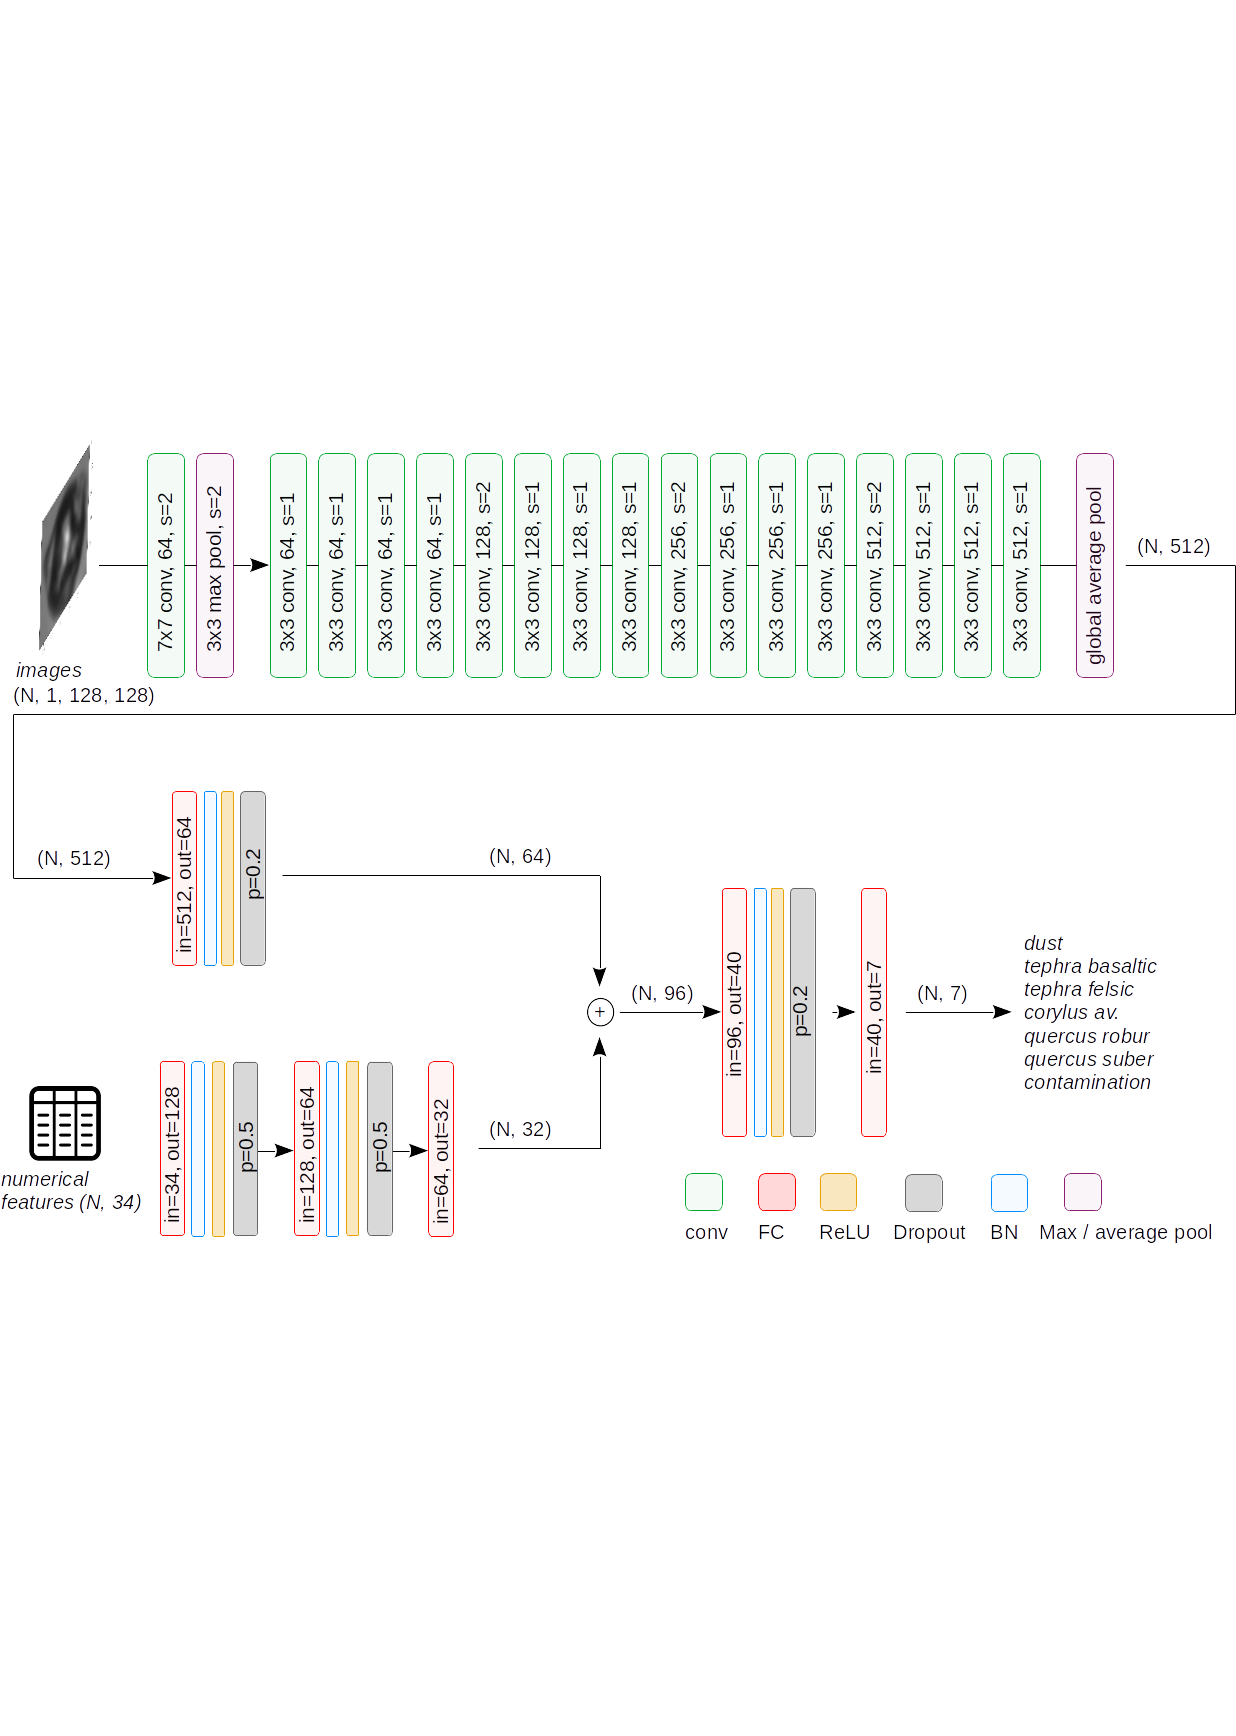 7x7 conv, 64, s=2
3x3 max pool, s=2
3x3 conv, 64, s=1
3x3 conv, 64, s=1
3x3 conv, 64, s=1
3x3 conv, 64, s=1
3x3 conv, 128, s=2
3x3 conv, 128, s=1
3x3 conv, 128, s=1
3x3 conv, 128, s=1
3x3 conv, 256, s=2
3x3 conv, 256, s=1
3x3 conv, 256, s=1
3x3 conv, 256, s=1
3x3 conv, 512, s=2
3x3 conv, 512, s=1
3x3 conv, 512, s=1
3x3 conv, 512, s=1
global average pool
(N, 512)
images
(N, 1, 128, 128)
(N, 512)
in=512, out=64
p=0.2
(N, 64)
numerical
features (N, 34)
in=34, out=128
p=0.5
in=128, out=64
p=0.5
in=64, out=32
(N, 32)
+
(N, 96)
in=96, out=40
p=0.2
in=40, out=7
(N, 7)
dust
tephra basaltic
tephra felsic
corylus av.
quercus robur
quercus suber
contamination
conv
FC
ReLU
Dropout
BN
Max / average pool